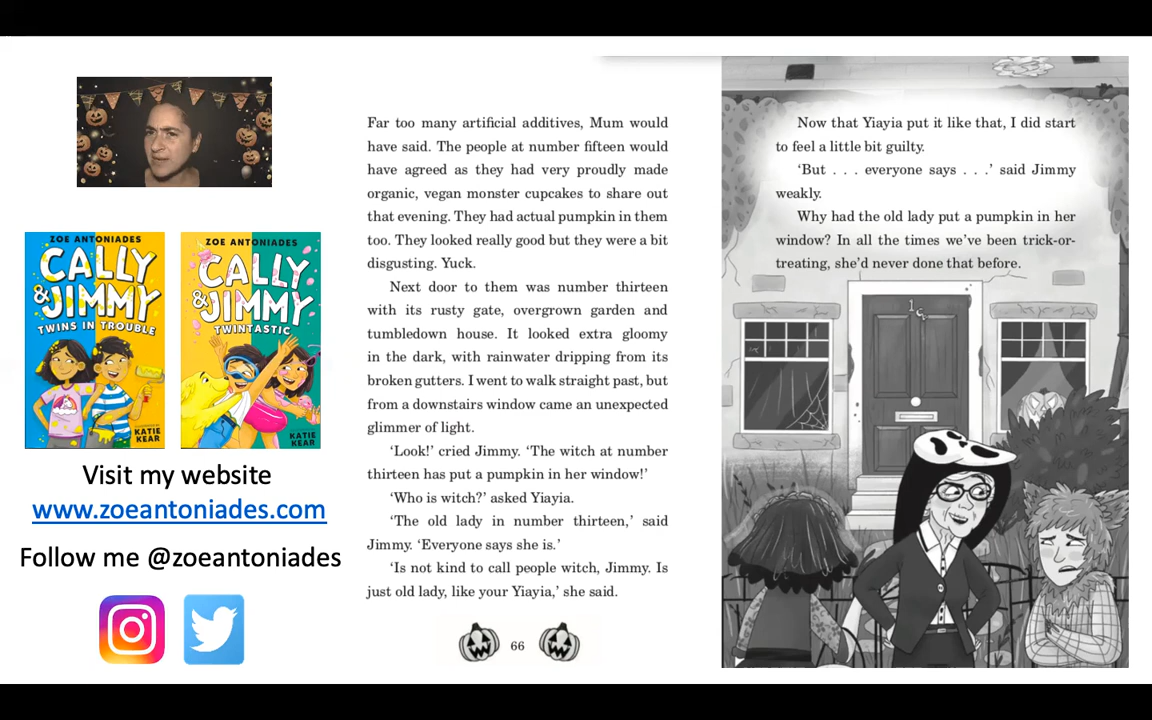 ZOE ANTONIADES
CALLY
& JIMMY
TWINS IN TROUBLE
ILLUSTRATED BY
KATIE
KEAR
ZOE ANTONIADES
CALLY
& JIMMY
TWINTASTIC
KATIE
KEAR
Visit my website
www.zoeantoniades.com
Follow me @zoeantoniades
Far too many artificial additives, Mum would
have said. The people at number fifteen would
have agreed as they had very proudly made
organic, vegan monster cupcakes to share out
that evening. They had actual pumpkin in them
too. They looked really good but they were a bit
disgusting. Yuck.
Next door to them was number thirteen
with its rusty gate, overgrown garden and
tumbledown house. It looked extra gloomy
in the dark, with rainwater dripping from its
broken gutters. I went to walk straight past, but
from a downstairs window came an unexpected
glimmer of light.
‘Look!’ cried Jimmy. ‘The witch at number
thirteen has put a pumpkin in her window!’
‘Who is witch?’ asked Yiayia.
‘The old lady in number thirteen,’ said
Jimmy. ‘Everyone says she is.’
‘Is not kind to call people witch, Jimmy. Is
just old lady, like your Yiayia,’ she said.
66
Now that Yiayia put it like that, I did start
to feel a little bit guilty.
‘But . . . everyone says . . .’ said Jimmy
weakly.
Why had the old lady put a pumpkin in her
window? In all the times we’ve been trick-or-
treating, she’d never done that before.